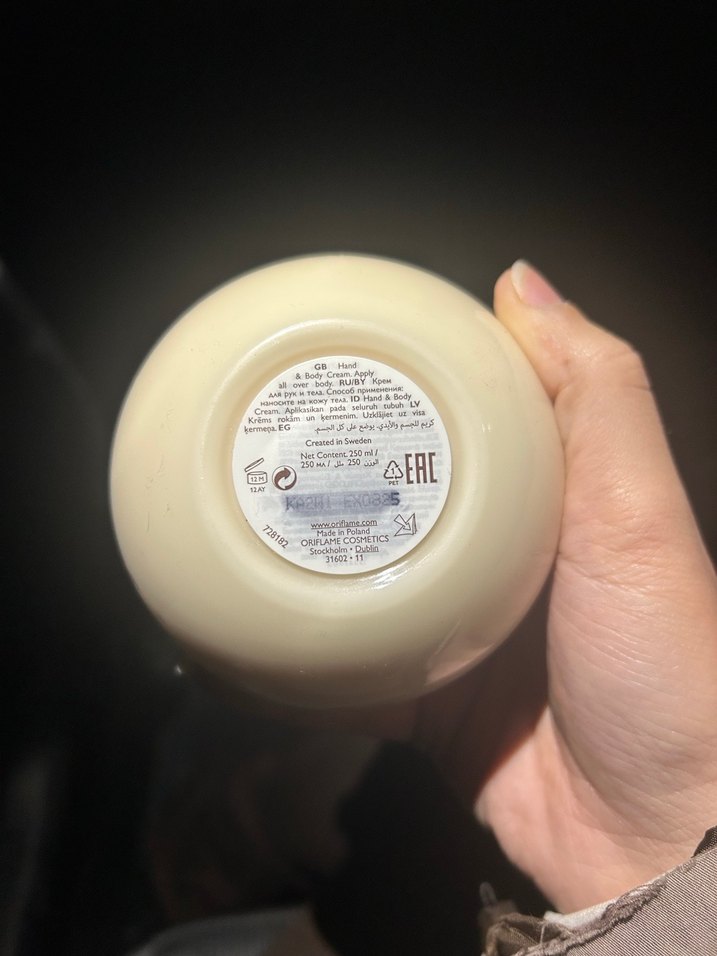 GB Hand
& Body Cream. Apply
all over body. RU/BY Крем
для рук и тела. Способ применения:
наносите на кожу тела. ID Hand & Body
Cream. Aplikasikan pada seluruh tubuh LV
Krēms rokām un ķermenim. Uzklājiet uz visa
ķermeņa. EG كريم للجسم والأيدي. يوضع على كل الجسم.
Created in Sweden
Net Content. 250 ml /
250 мл / الوزن 250 ملل
12 M
12AY
1
PET
EAC
www.oriflame.com
Made in Poland
ORIFLAME COSMETICS
Stockholm • Dublin
31602 • 11
728182